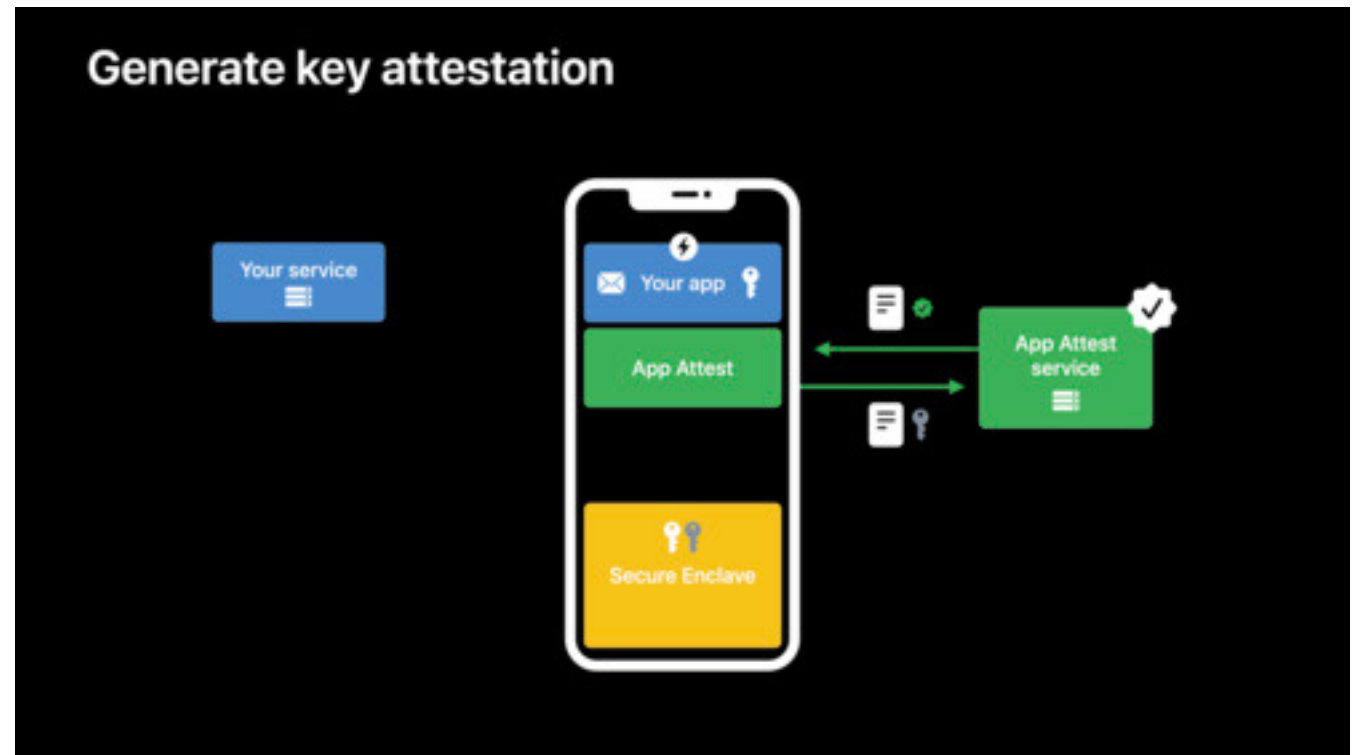 Generate key attestation
Your service
Your app
App Attest
App Attest
service
Secure Enclave